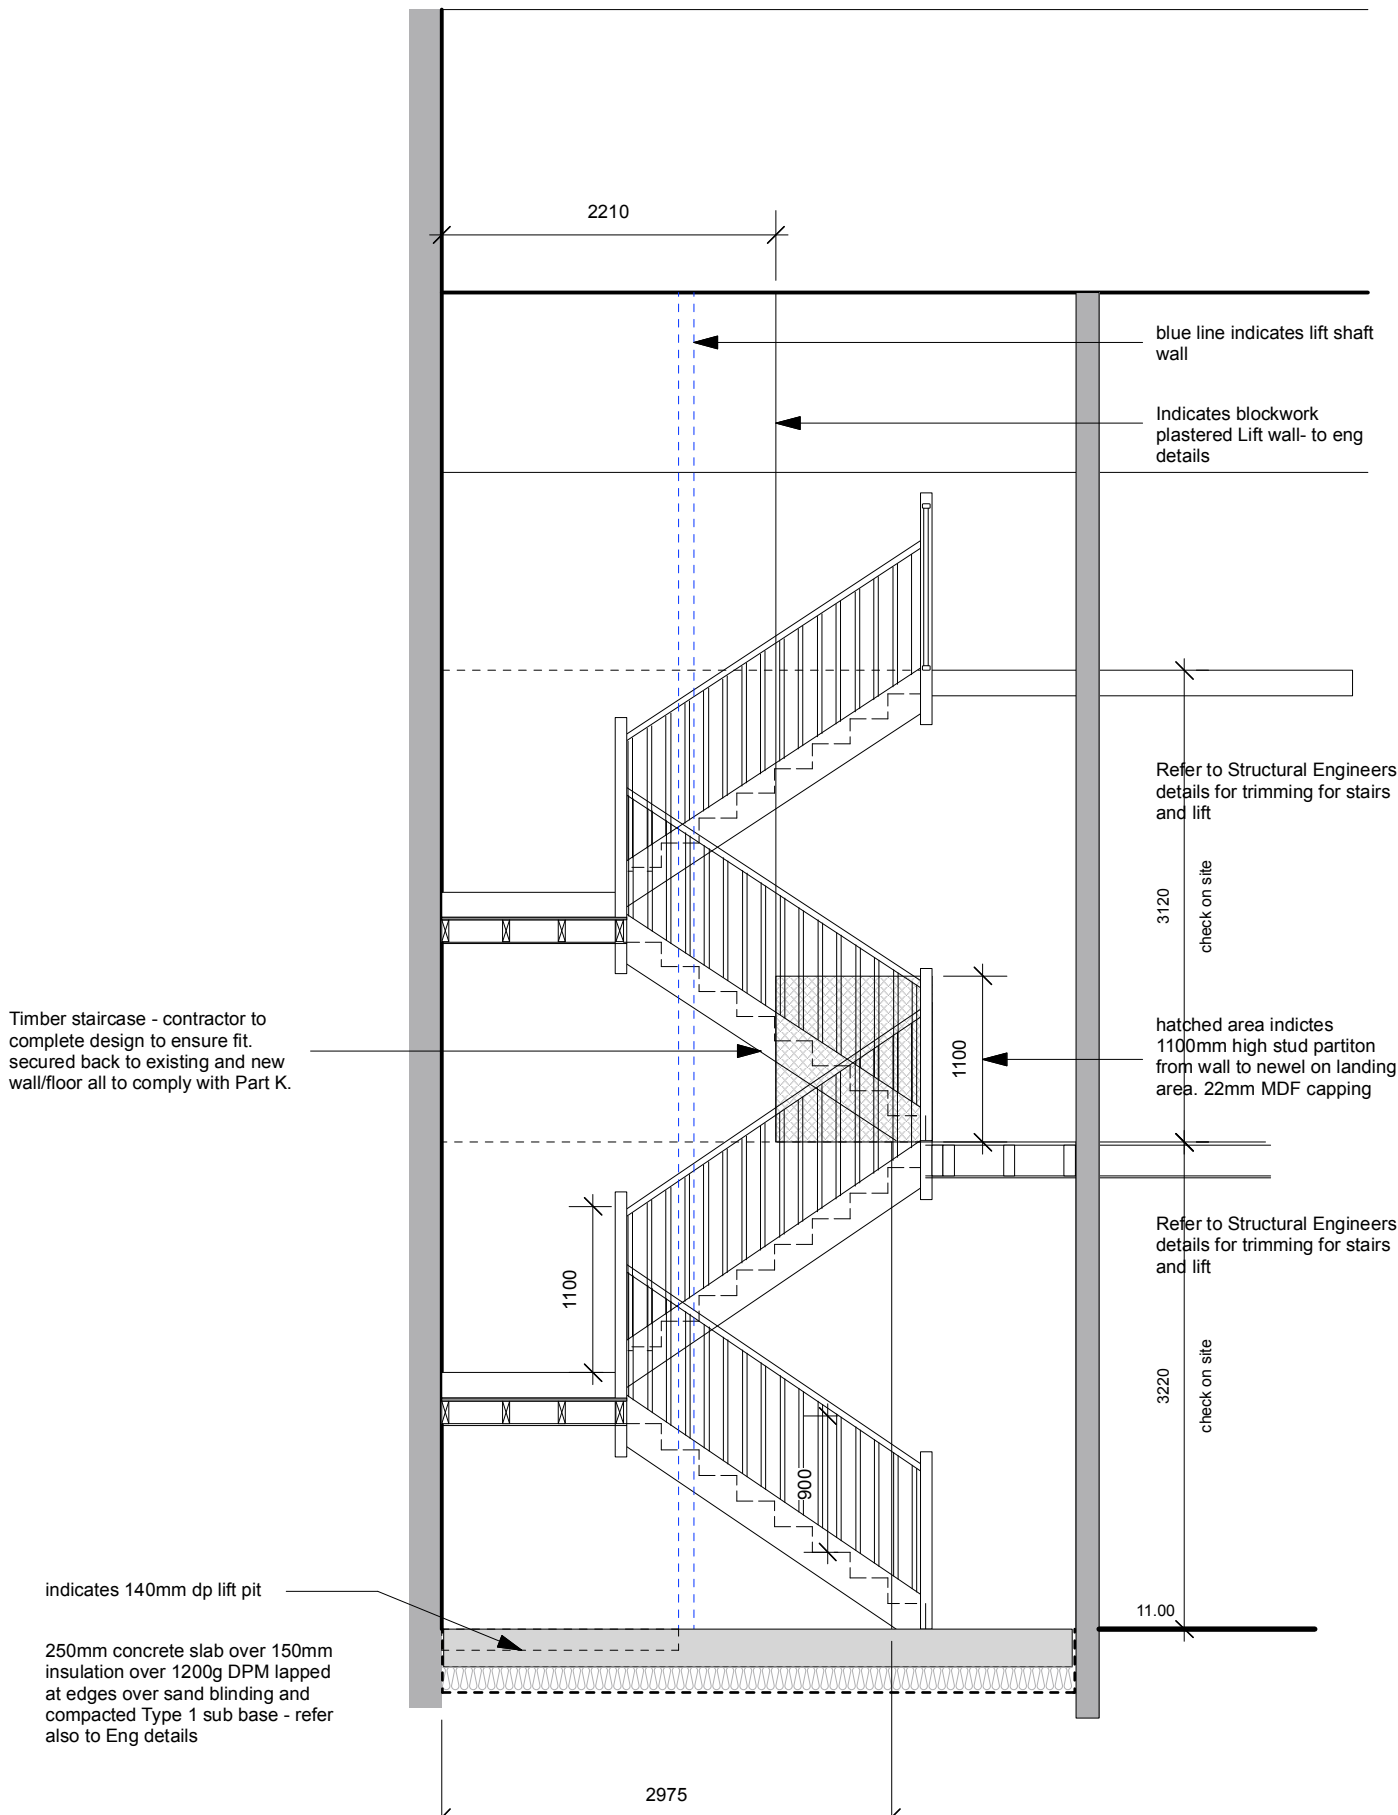 2210
blue line indicates lift shaft
wall
Indicates blockwork
plastered Lift wall- to eng
details
Refer to Structural Engineers
details for trimming for stairs
and lift
3120
check on site
Timber staircase - contractor to
complete design to ensure fit.
secured back to existing and new
wall/floor all to comply with Part K.
1100
hatched area indictes
1100mm high stud partiton
from wall to newel on landing
area. 22mm MDF capping
Refer to Structural Engineers
details for trimming for stairs
and lift
1100
3220
check on site
900
indicates 140mm dp lift pit
11.00
250mm concrete slab over 150mm
insulation over 1200g DPM lapped
at edges over sand blinding and
compacted Type 1 sub base - refer
also to Eng details
2975